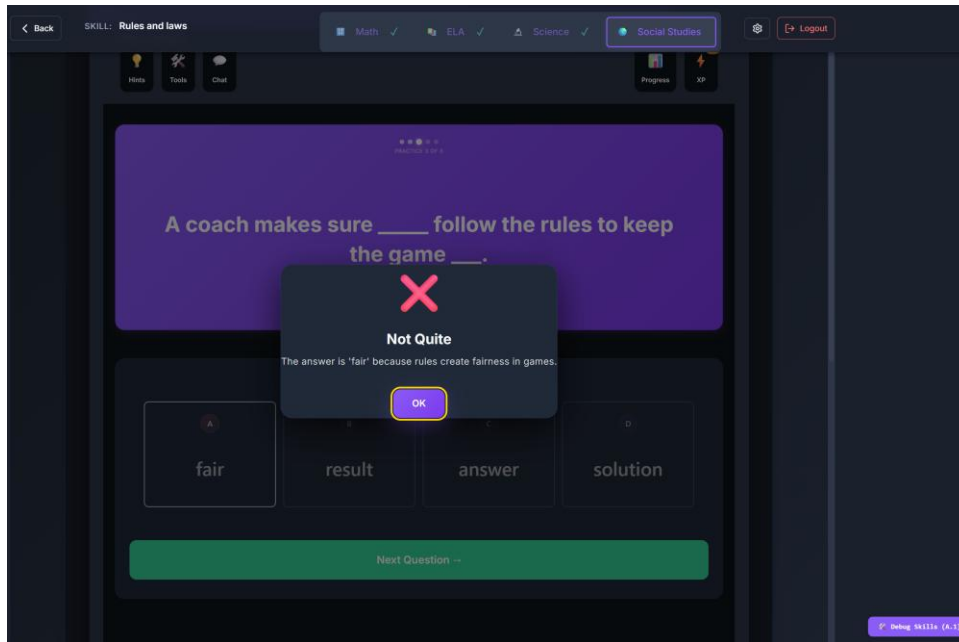 Back
SKILL: Rules and laws
Math ✓
ELA ✓
Science ✓
Social Studies
Logout
Hints
Tools
Chat
Progress
XP
A coach makes sure _____ follow the rules to keep
the game ___.
Not Quite
The answer is 'fair' because rules create fairness in games.
OK
A
fair
B
result
C
answer
D
solution
Next Question →
Debug Skills (A.1)